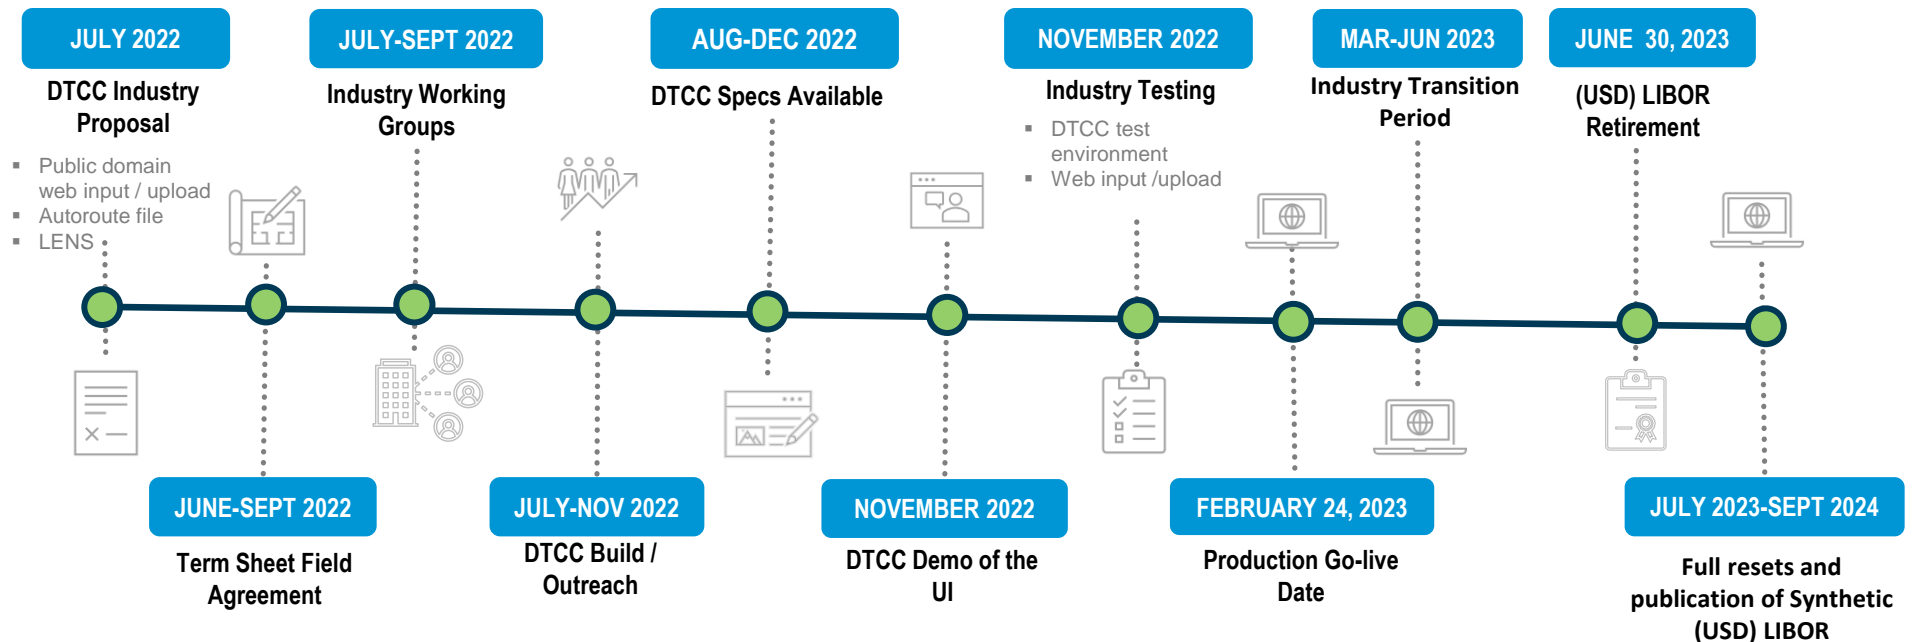 JULY 2022
DTCC Industry
Proposal
▪ Public domain
web input / upload
▪ Autoroute file
▪ LENS
JUNE-SEPT 2022
Term Sheet Field
Agreement
JULY-SEPT 2022
Industry Working
Groups
JULY-NOV 2022
DTCC Build /
Outreach
AUG-DEC 2022
DTCC Specs Available
NOVEMBER 2022
DTCC Demo of the
UI
NOVEMBER 2022
Industry Testing
▪ DTCC test
environment
▪ Web input /upload
FEBRUARY 24, 2023
Production Go-live
Date
MAR-JUN 2023
Industry Transition
Period
JUNE  30, 2023
(USD) LIBOR
Retirement
JULY 2023-SEPT 2024
Full resets and
publication of Synthetic
(USD) LIBOR